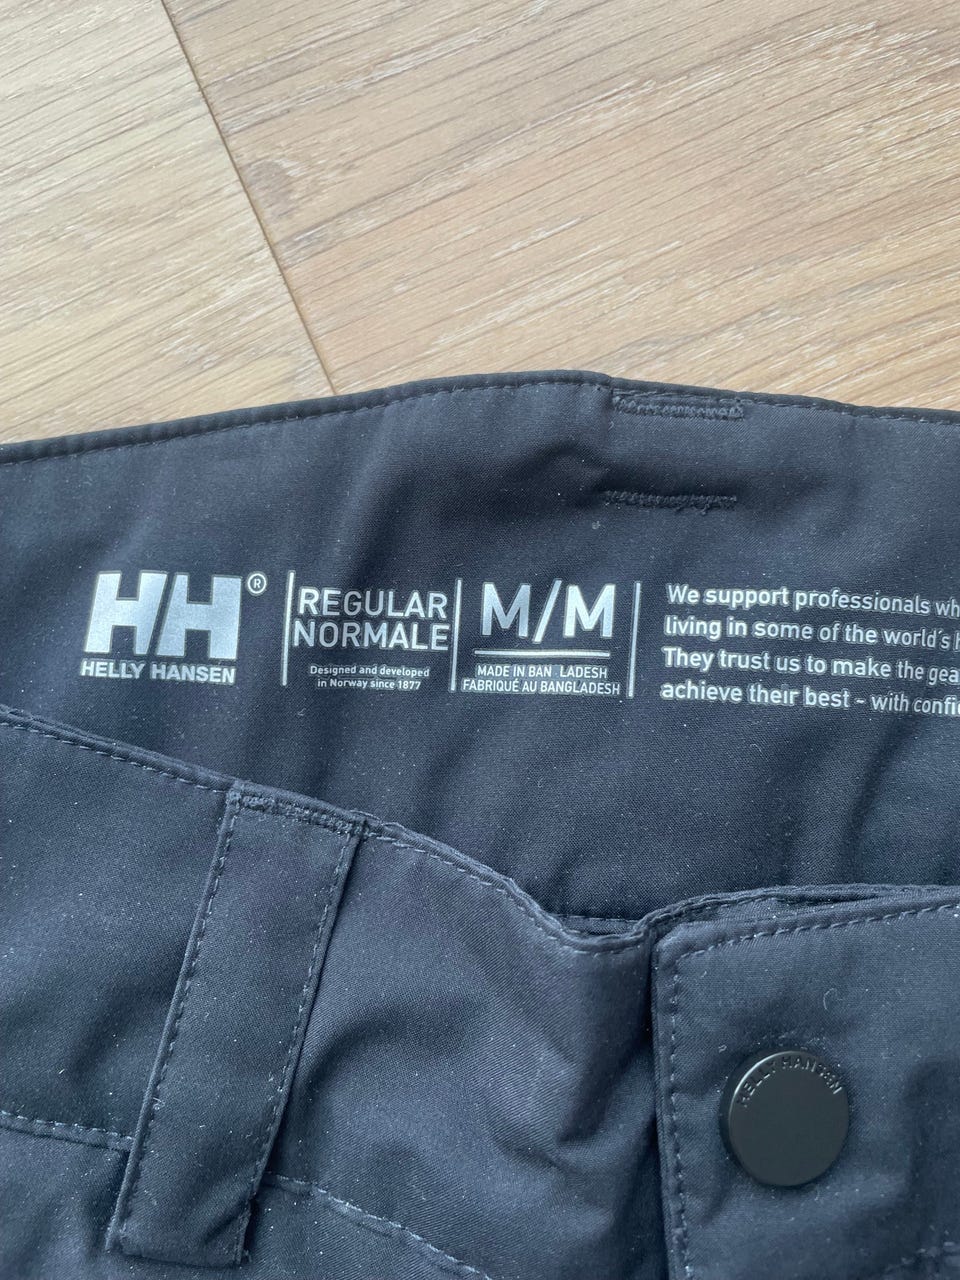 HH®
HELLY HANSEN
REGULAR
NORMALE
Designed and developed
in Norway since 1877
M/M
MADE IN BAN LADESH
FABRIQUÉ AU BANGLADESH
We support professionals wh
living in some of the world's h
They trust us to make the gea
achieve their best - with confi
HELLY HANSEN